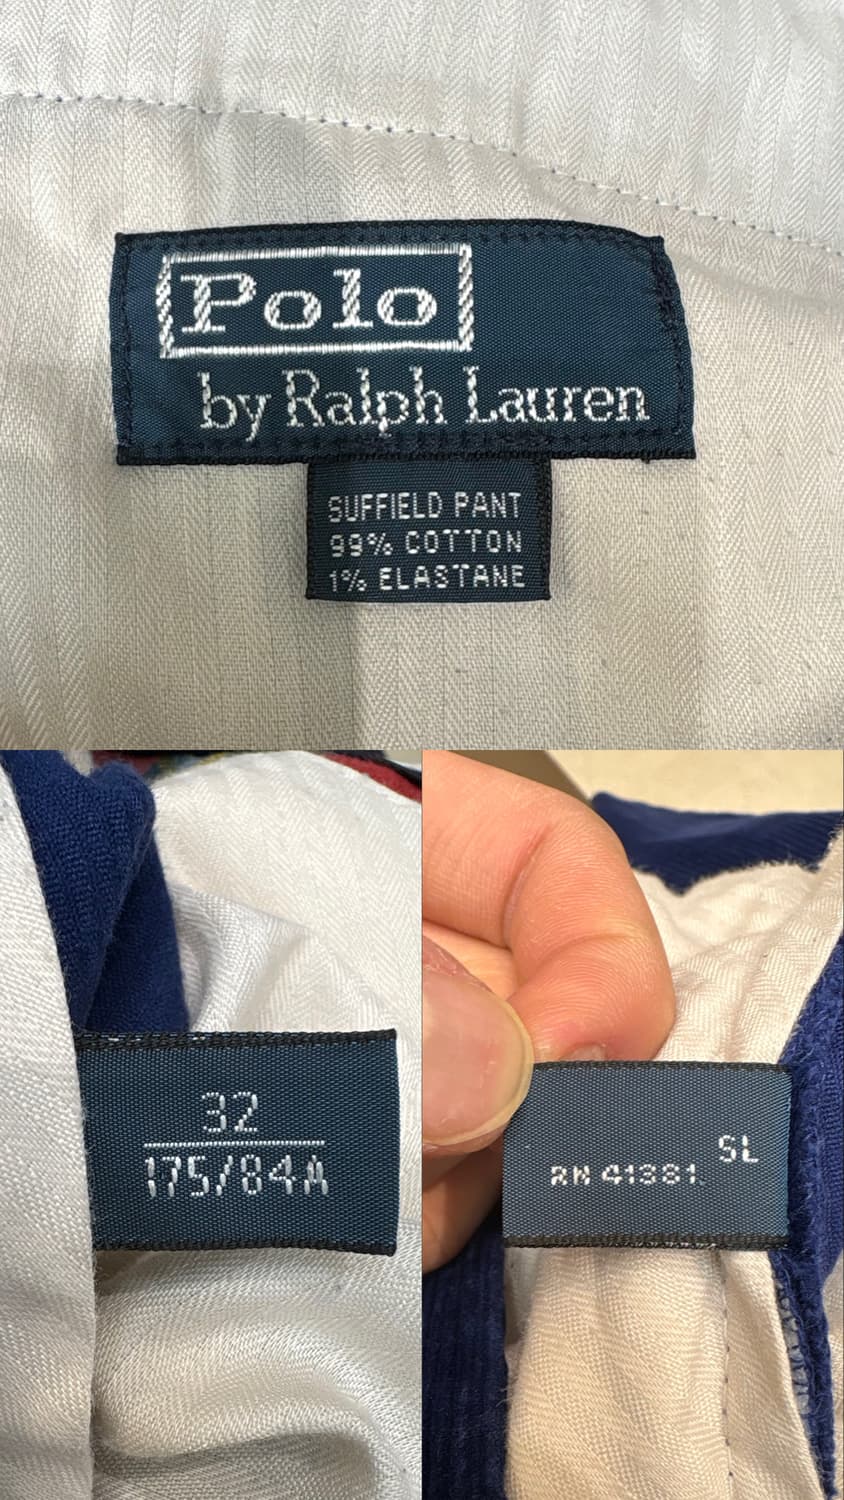 Polo
by Ralph Lauren
SUFFIELD PANT
99% COTTON
1% ELASTANE
32
175/84A
SL
RN 41381